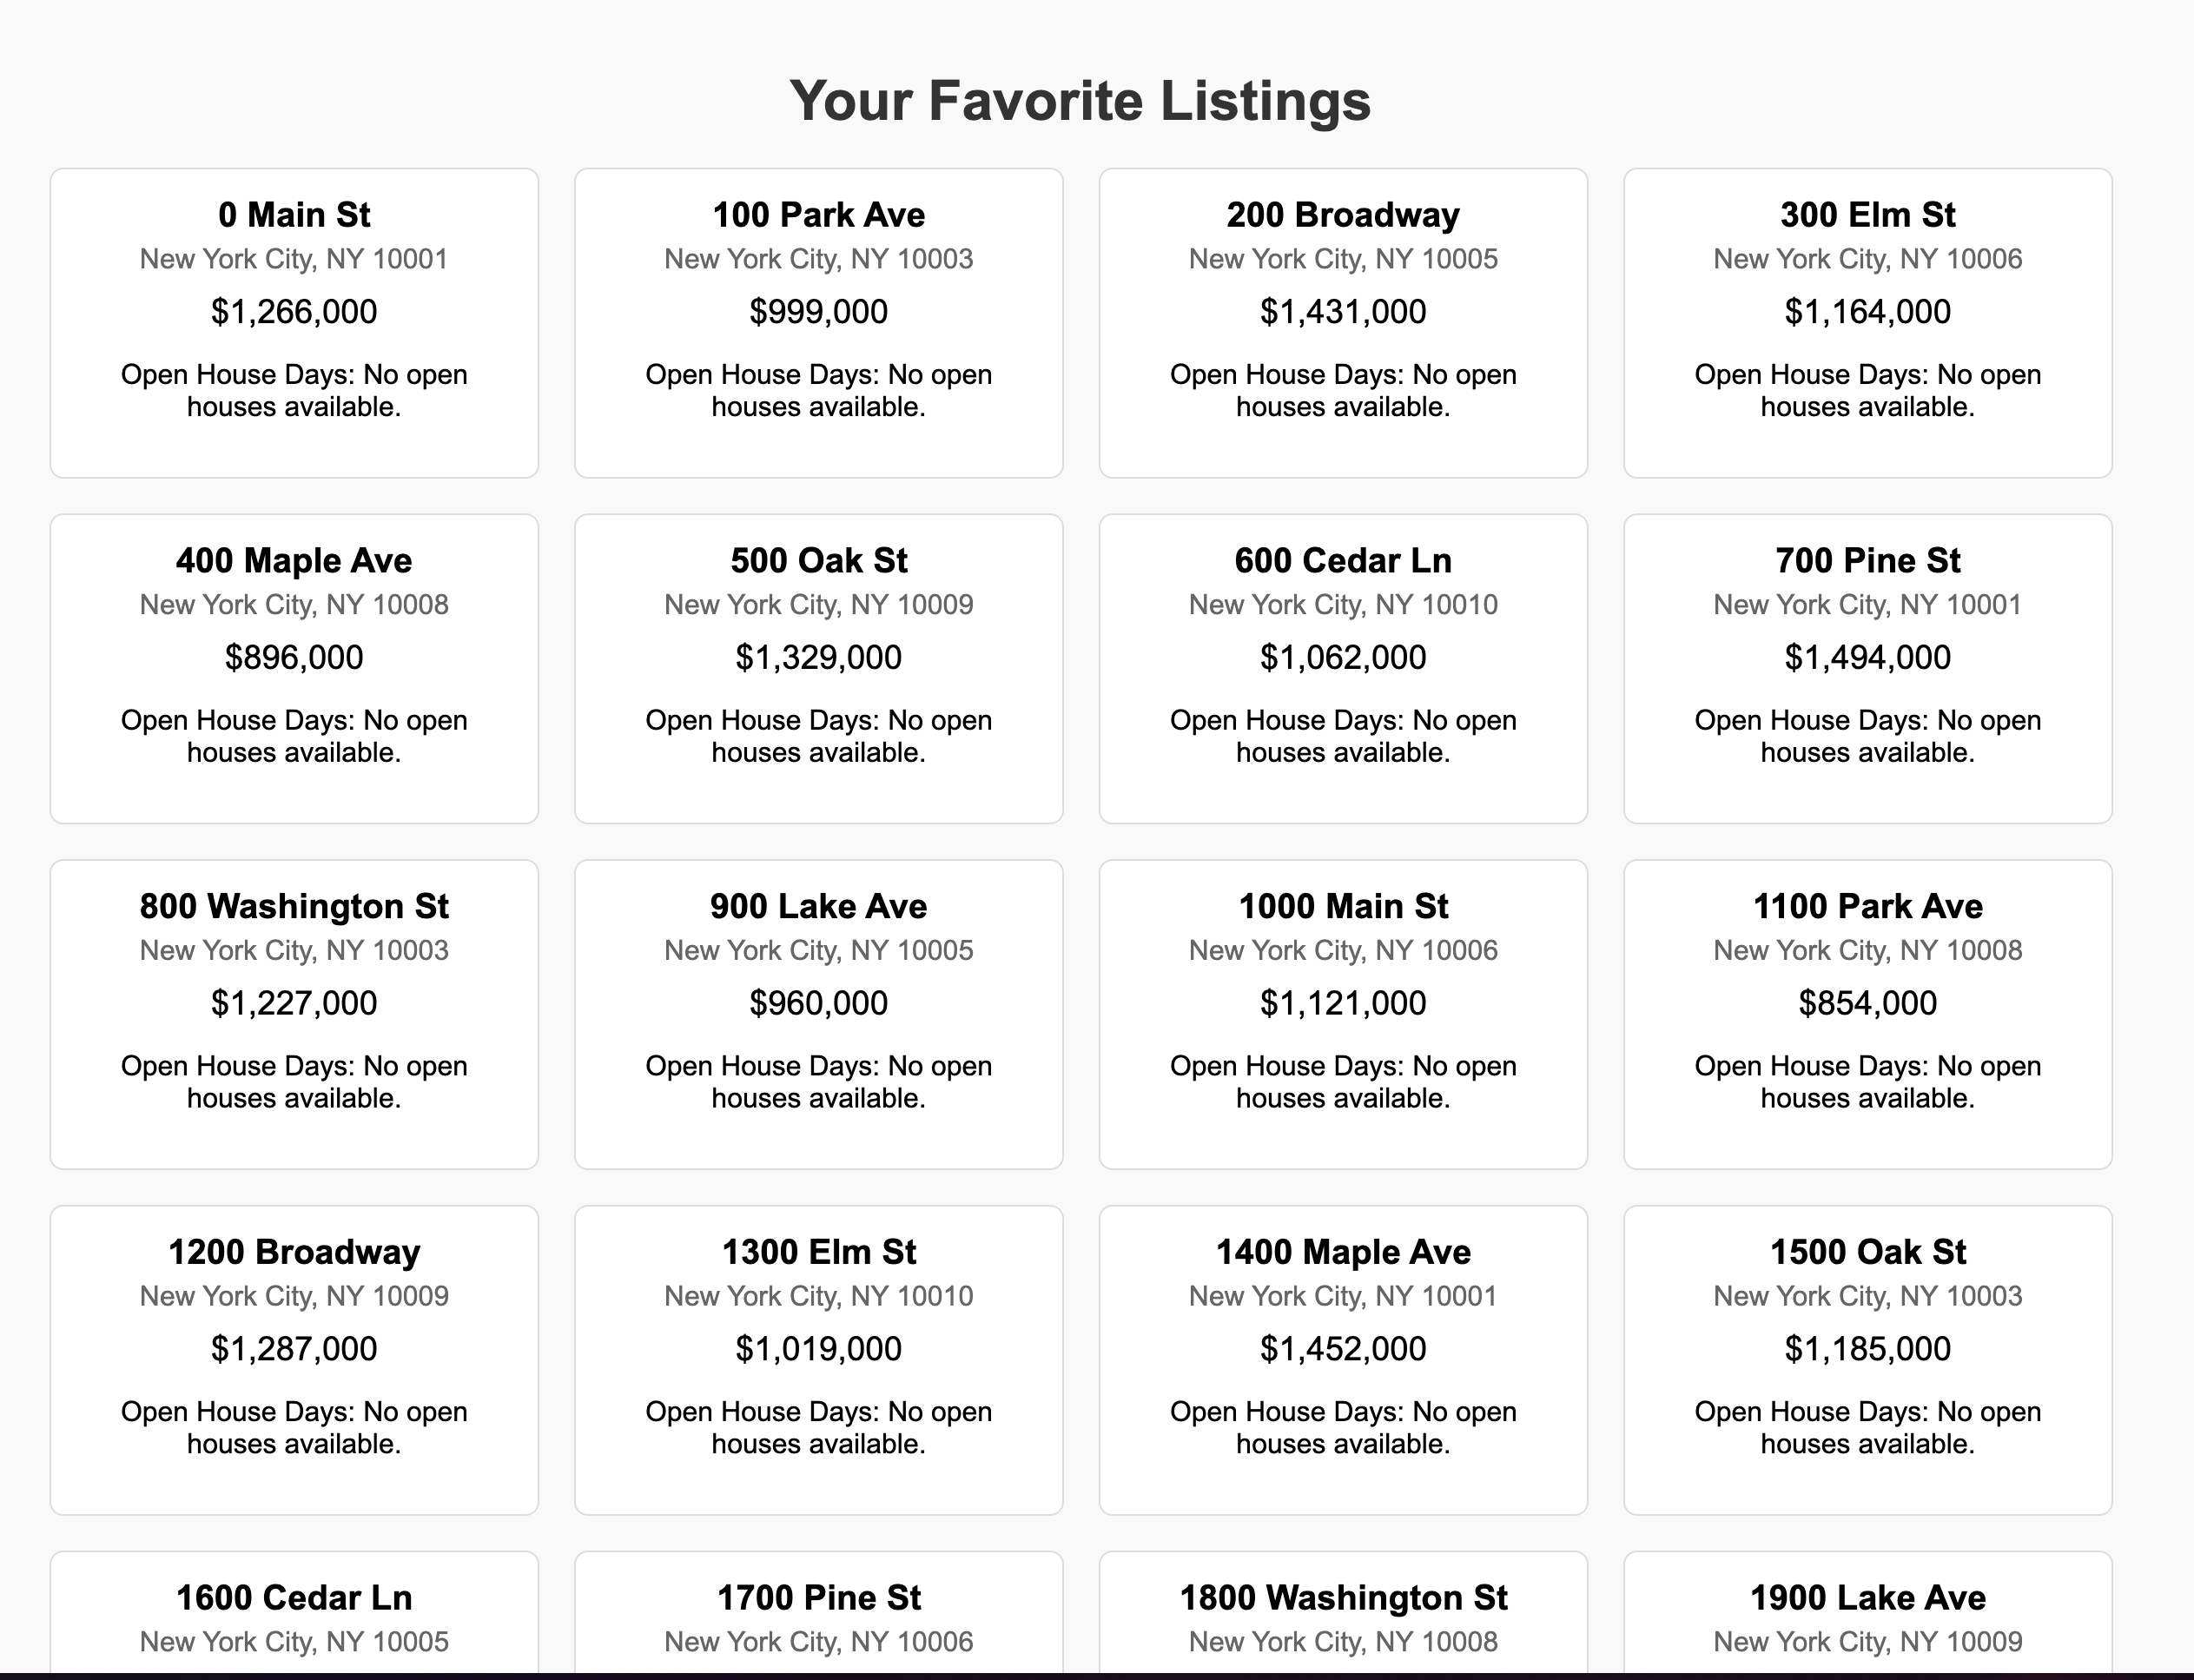 Your Favorite Listings
0 Main St
New York City, NY 10001
$1,266,000
Open House Days: No open
houses available.
100 Park Ave
New York City, NY 10003
$999,000
Open House Days: No open
houses available.
200 Broadway
New York City, NY 10005
$1,431,000
Open House Days: No open
houses available.
300 Elm St
New York City, NY 10006
$1,164,000
Open House Days: No open
houses available.
400 Maple Ave
New York City, NY 10008
$896,000
Open House Days: No open
houses available.
500 Oak St
New York City, NY 10009
$1,329,000
Open House Days: No open
houses available.
600 Cedar Ln
New York City, NY 10010
$1,062,000
Open House Days: No open
houses available.
700 Pine St
New York City, NY 10001
$1,494,000
Open House Days: No open
houses available.
800 Washington St
New York City, NY 10003
$1,227,000
Open House Days: No open
houses available.
900 Lake Ave
New York City, NY 10005
$960,000
Open House Days: No open
houses available.
1000 Main St
New York City, NY 10006
$1,121,000
Open House Days: No open
houses available.
1100 Park Ave
New York City, NY 10008
$854,000
Open House Days: No open
houses available.
1200 Broadway
New York City, NY 10009
$1,287,000
Open House Days: No open
houses available.
1300 Elm St
New York City, NY 10010
$1,019,000
Open House Days: No open
houses available.
1400 Maple Ave
New York City, NY 10001
$1,452,000
Open House Days: No open
houses available.
1500 Oak St
New York City, NY 10003
$1,185,000
Open House Days: No open
houses available.
1600 Cedar Ln
New York City, NY 10005
1700 Pine St
New York City, NY 10006
1800 Washington St
New York City, NY 10008
1900 Lake Ave
New York City, NY 10009